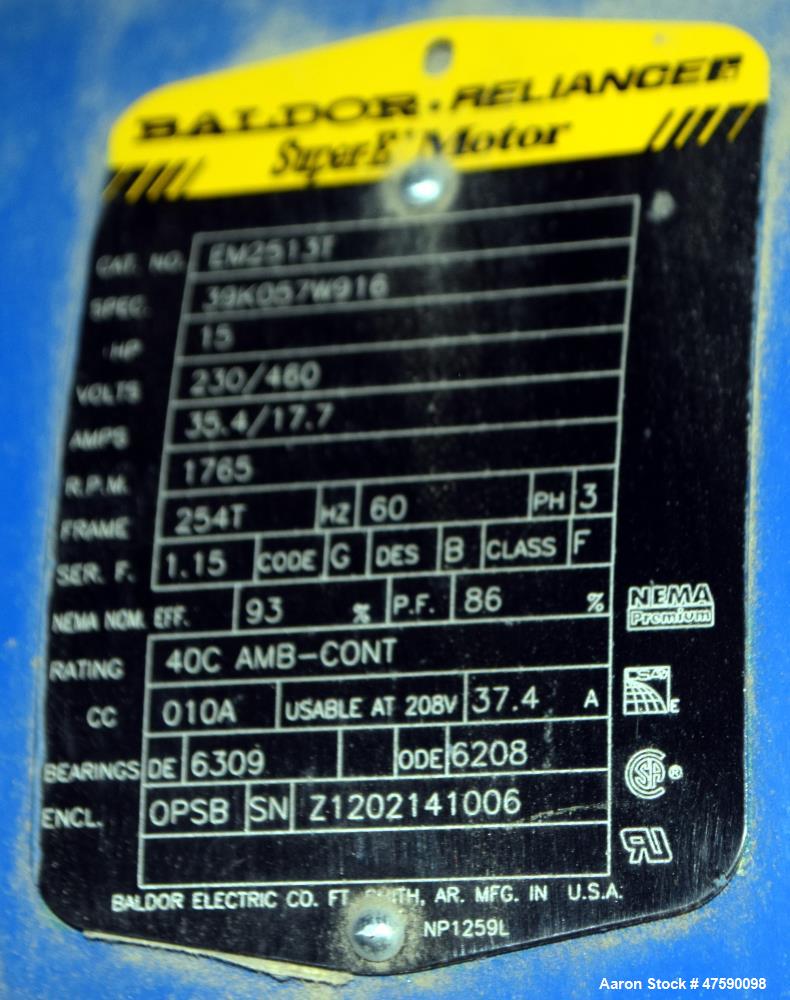 BALDOR • RELIANCE
Super-E Motor
CAT. NO. EM2513T
SPEC. 39K057W916
HP 15
VOLTS 230/460
AMPS 35.4/17.7
R.P.M. 1765
FRAME 254T HZ 60 PH 3
SER. F. 1.15 CODE G DES B CLASS F
NEMA NOM. EFF. 93 % P.F. 86 %
NEMA
Premium
RATING 40C AMB-CONT
CC 010A USABLE AT 208V 37.4 A
E
BEARINGS DE 6309 ODE 6208
SA ®
ENCL. OPSB SN Z1202141006
BALDOR ELECTRIC CO. FT. SMITH, AR. MFG. IN U.S.A.
NP1259L
Aaron Stock # 47590098